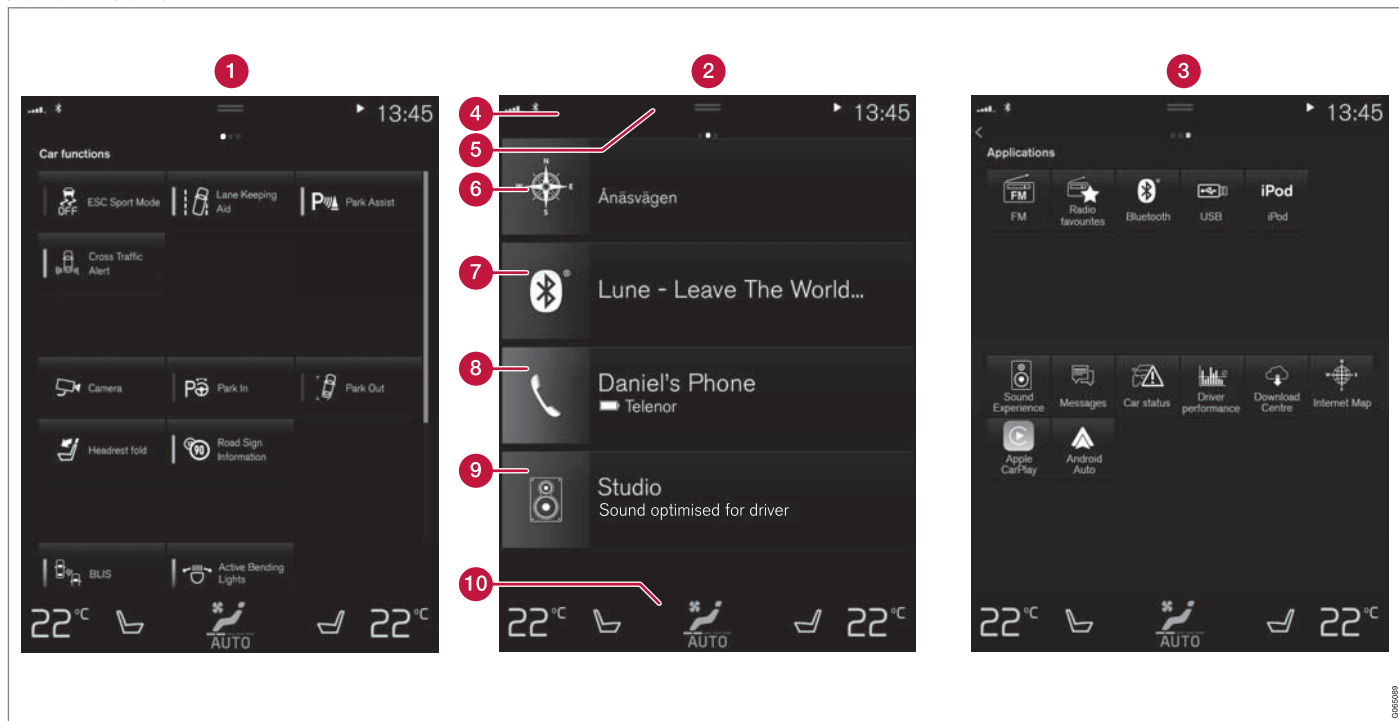 1
2
3
13:45
Car functions
OFF
ESC Sport Mode
Lane Keeping
Aid
P
Park Assist
Cross Traffic
Alert
Camera
P
Park In
Park Out
Headrest fold
90
Road Sign
Information
BLIS
Active Bending
Lights
22°C
AUTO
22°C
4
5
6
7
8
9
10
13:45
N
W
E
S
Ånäsvägen
Lune - Leave The World...
Daniel's Phone
Telenor
Studio
Sound optimised for driver
22°C
AUTO
22°C
13:45
Applications
FM
iPod
FM
Radio
favourites
Bluetooth
USB
iPod
Sound
Experience
Messages
Car status
Driver
performance
Download
Centre
Internet Map
Apple
CarPlay
Android
Auto
22°C
AUTO
22°C
G065089